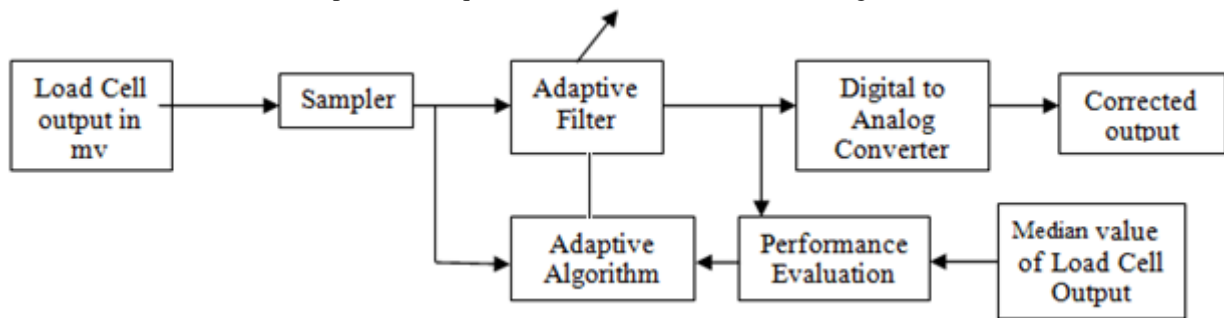 Load Cell
output in
mv
Sampler
Adaptive
Filter
Digital to
Analog
Converter
Corrected
output
Adaptive
Algorithm
Performance
Evaluation
Median value
of Load Cell
Output